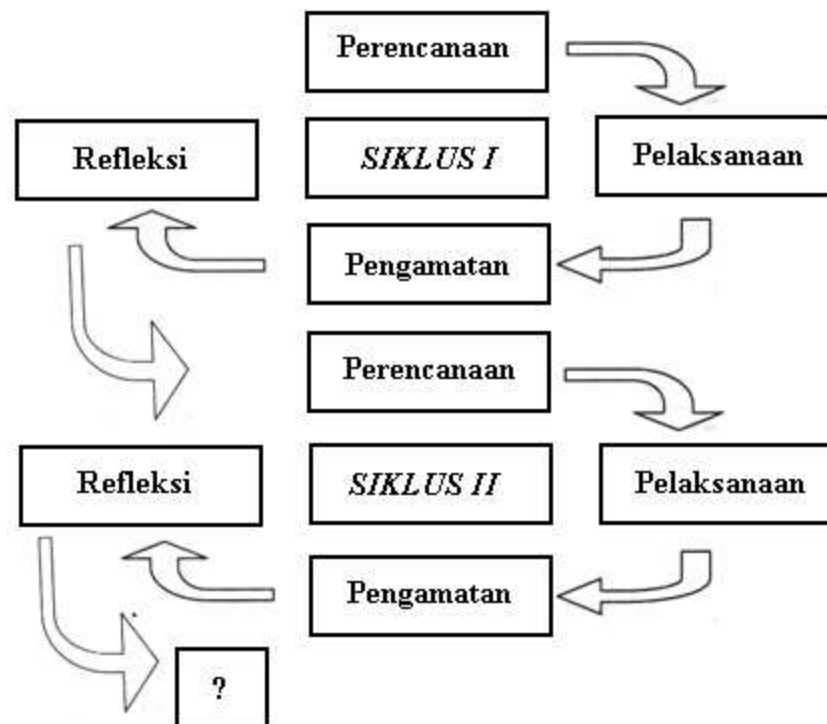 Perencanaan
Refleksi
SIKLUS I
Pelaksanaan
Pengamatan
Perencanaan
Refleksi
SIKLUS II
Pelaksanaan
Pengamatan
?